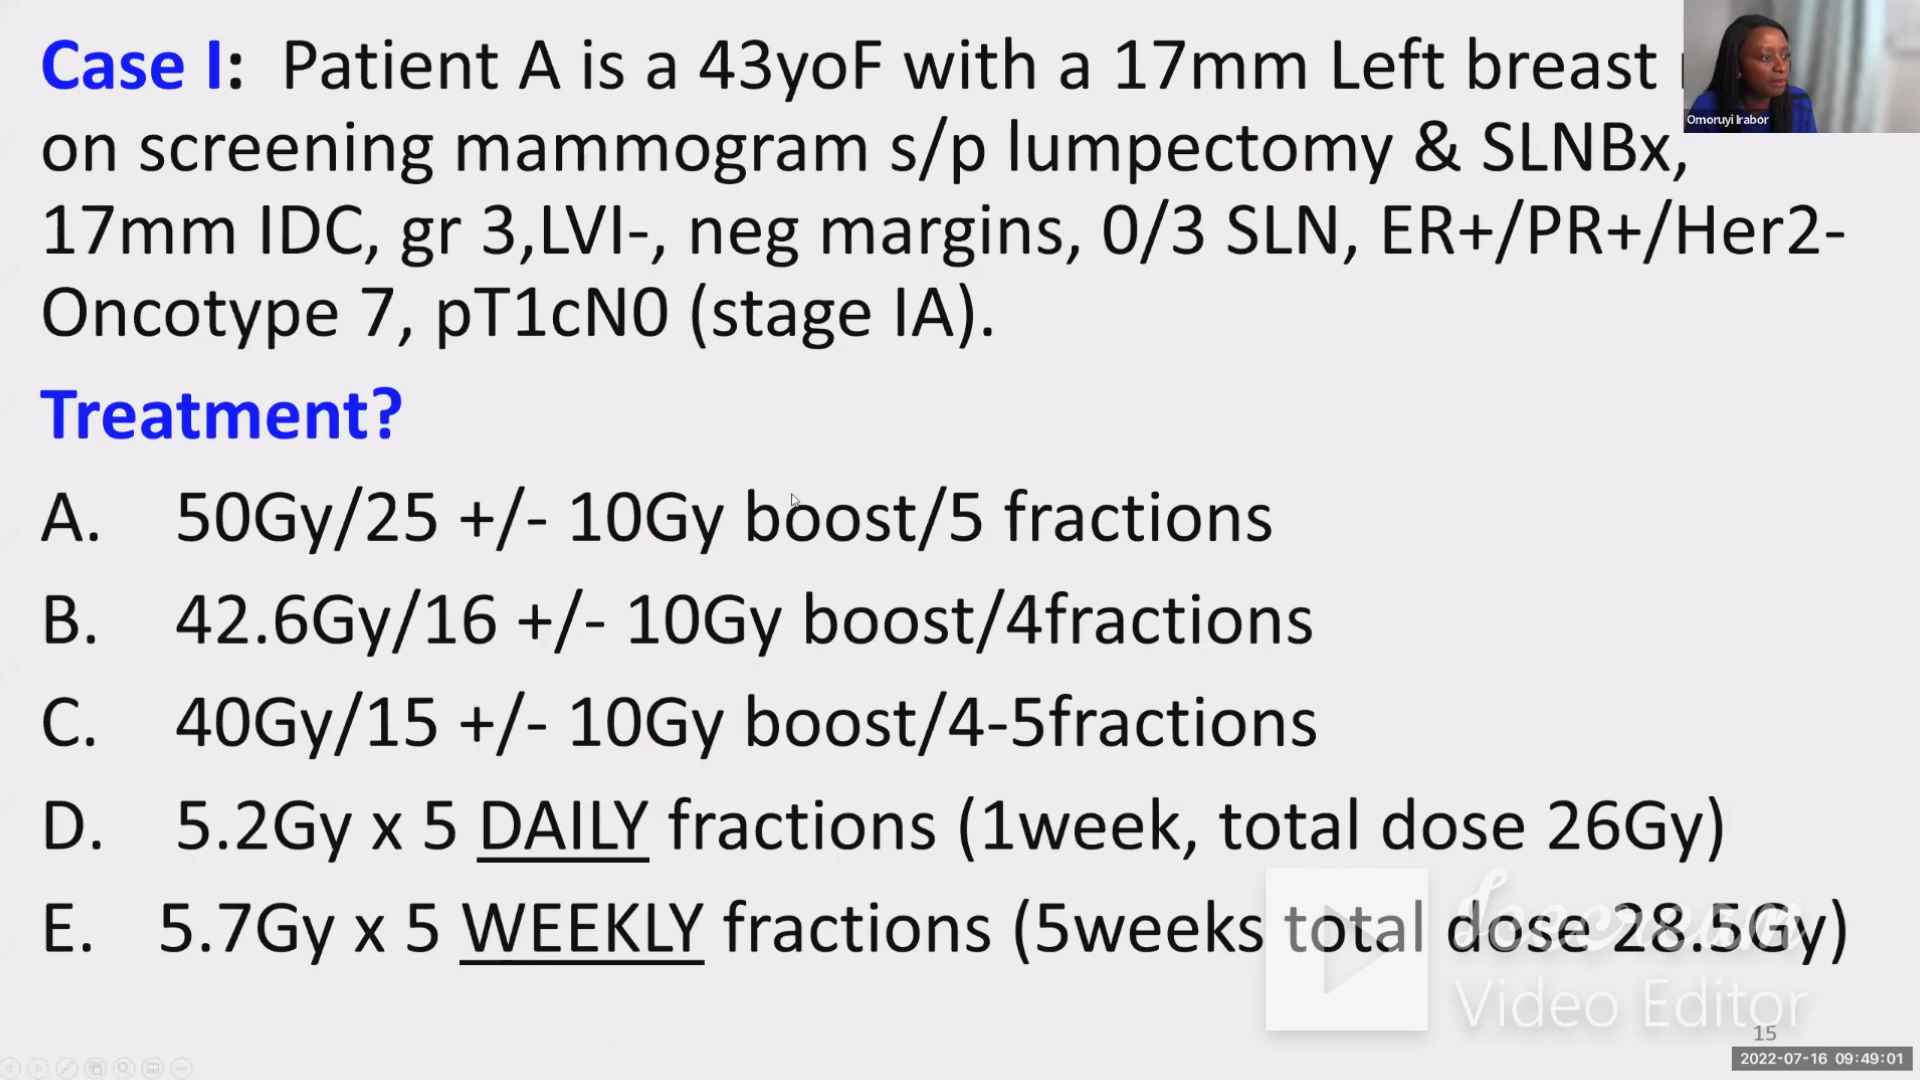 Case I: Patient A is a 43yoF with a 17mm Left breast
Omoruyi Irabor
on screening mammogram s/p lumpectomy & SLNBx,
17mm IDC, gr 3,LVI-, neg margins, 0/3 SLN, ER+/PR+/Her2-
Oncotype 7, pT1cN0 (stage IA).
Treatment?
A. 50Gy/25 +/- 10Gy boost/5 fractions
B. 42.6Gy/16 +/- 10Gy boost/4fractions
C. 40Gy/15 +/- 10Gy boost/4-5fractions
D. 5.2Gy x 5 DAILY fractions (1week, total dose 26Gy)
E. 5.7Gy x 5 WEEKLY fractions (5weeks total dose 28.5Gy)
Icecream
Video Editor
15
2022-07-16 09:49:01